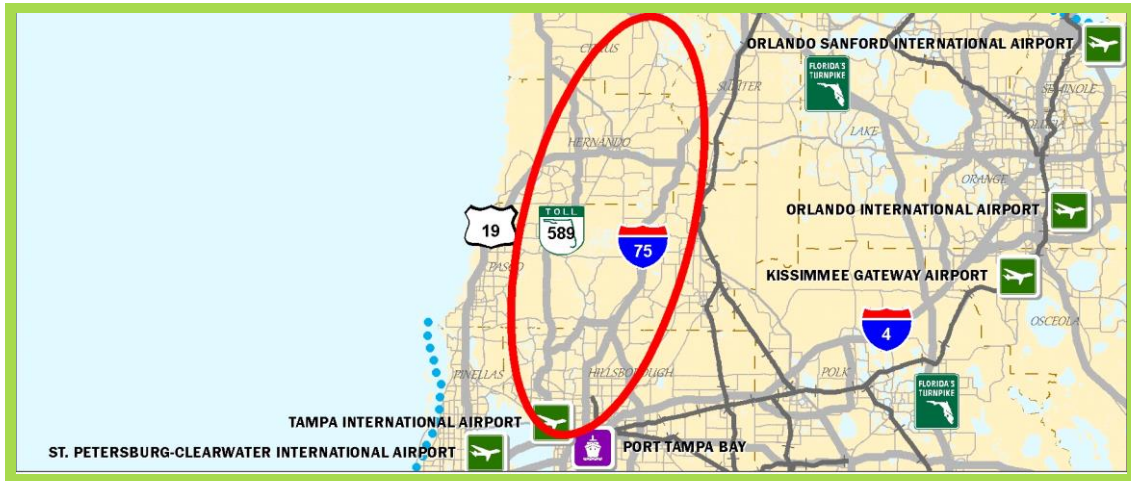 CITRUS
ORLANDO SANFORD INTERNATIONAL AIRPORT
FLORIDA'S
TURNPIKE
SUMTER
SEMINOLE
VOLUSIA
LAKE
HERNANDO
ORANGE
ORLANDO INTERNATIONAL AIRPORT
TOLL
589
19
75
PASCO
KISSIMMEE GATEWAY AIRPORT
OSCEOLA
4
PINELLAS
HILLSBOROUGH
POLK
FLORIDA'S
TURNPIKE
TAMPA INTERNATIONAL AIRPORT
PORT TAMPA BAY
ST. PETERSBURG-CLEARWATER INTERNATIONAL AIRPORT